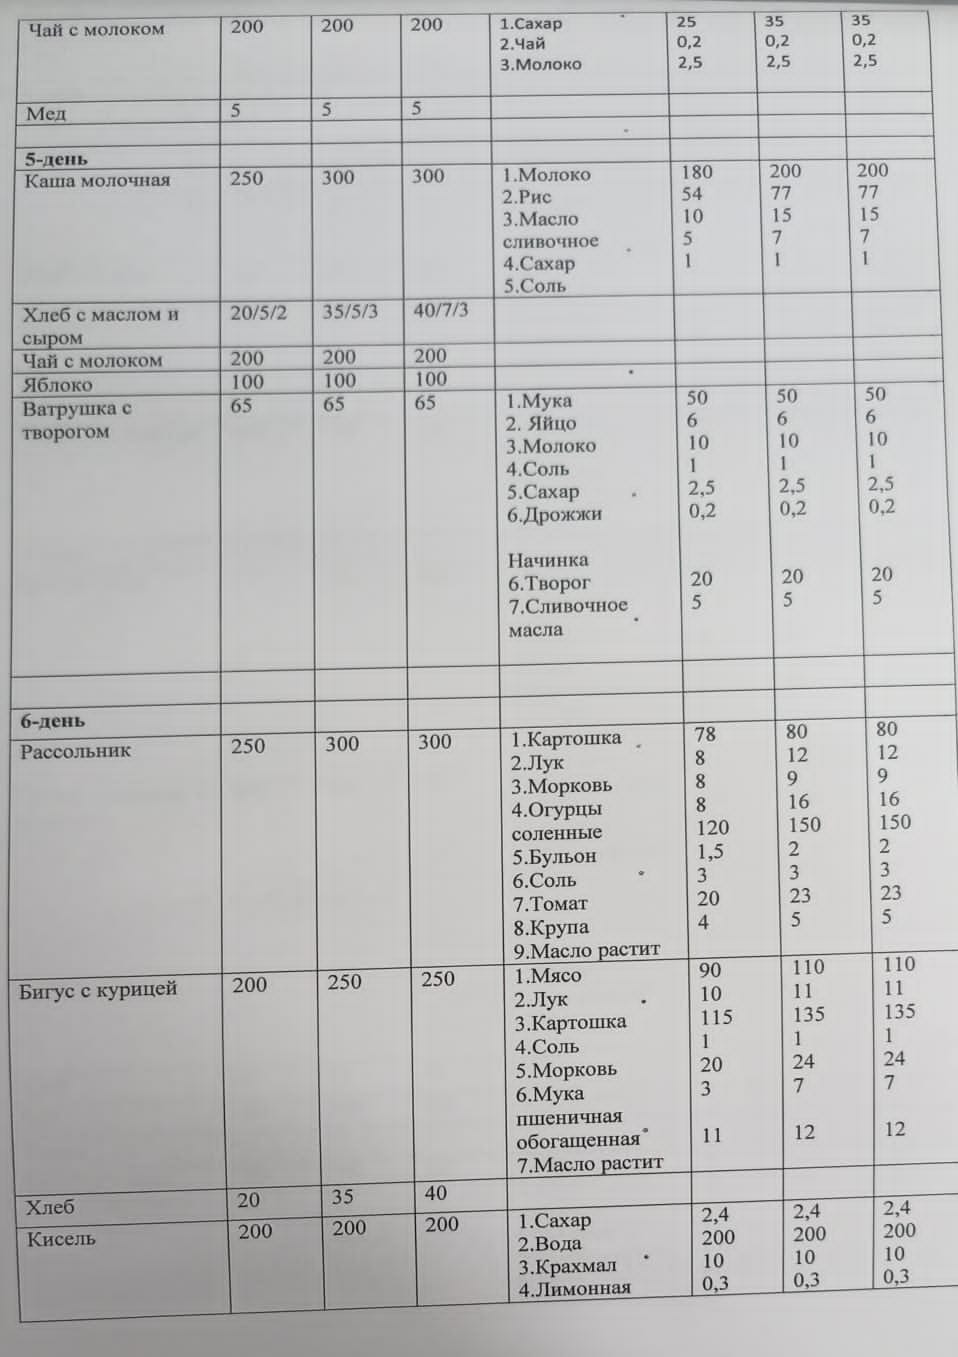 Чай с молоком 200 200 200 1.Сахар 25 35 35
2.Чай 0,2 0,2 0,2
3.Молоко 2,5 2,5 2,5
Мед 5 5 5
5-день
Каша молочная 250 300 300 1.Молоко 180 200 200
2.Рис 54 77 77
3.Масло 10 15 15
сливочное 5 7 7
4.Сахар 1 1 1
5.Соль
Хлеб с маслом и 20/5/2 35/5/3 40/7/3
сыром
Чай с молоком 200 200 200
Яблоко 100 100 100
Ватрушка с 65 65 65 1.Мука 50 50 50
творогом 2. Яйцо 6 6 6
3.Молоко 10 10 10
4.Соль 1 1 1
5.Сахар 2,5 2,5 2,5
6.Дрожжи 0,2 0,2 0,2
Начинка
6.Творог 20 20 20
7.Сливочное 5 5 5
масла
6-день
Рассольник 250 300 300 1.Картошка 78 80 80
2.Лук 8 12 12
3.Морковь 8 9 9
4.Огурцы 8 16 16
соленные 120 150 150
5.Бульон 1,5 2 2
6.Соль 3 3 3
7.Томат 20 23 23
8.Крупа 4 5 5
9.Масло растит
Бигус с курицей 200 250 250 1.Мясо 90 110 110
2.Лук 10 11 11
3.Картошка 115 135 135
4.Соль 1 1 1
5.Морковь 20 24 24
6.Мука 3 7 7
пшеничная
обогащенная 11 12 12
7.Масло растит
Хлеб 20 35 40
Кисель 200 200 200 1.Сахар 2,4 2,4 2,4
2.Вода 200 200 200
3.Крахмал 10 10 10
4.Лимонная 0,3 0,3 0,3